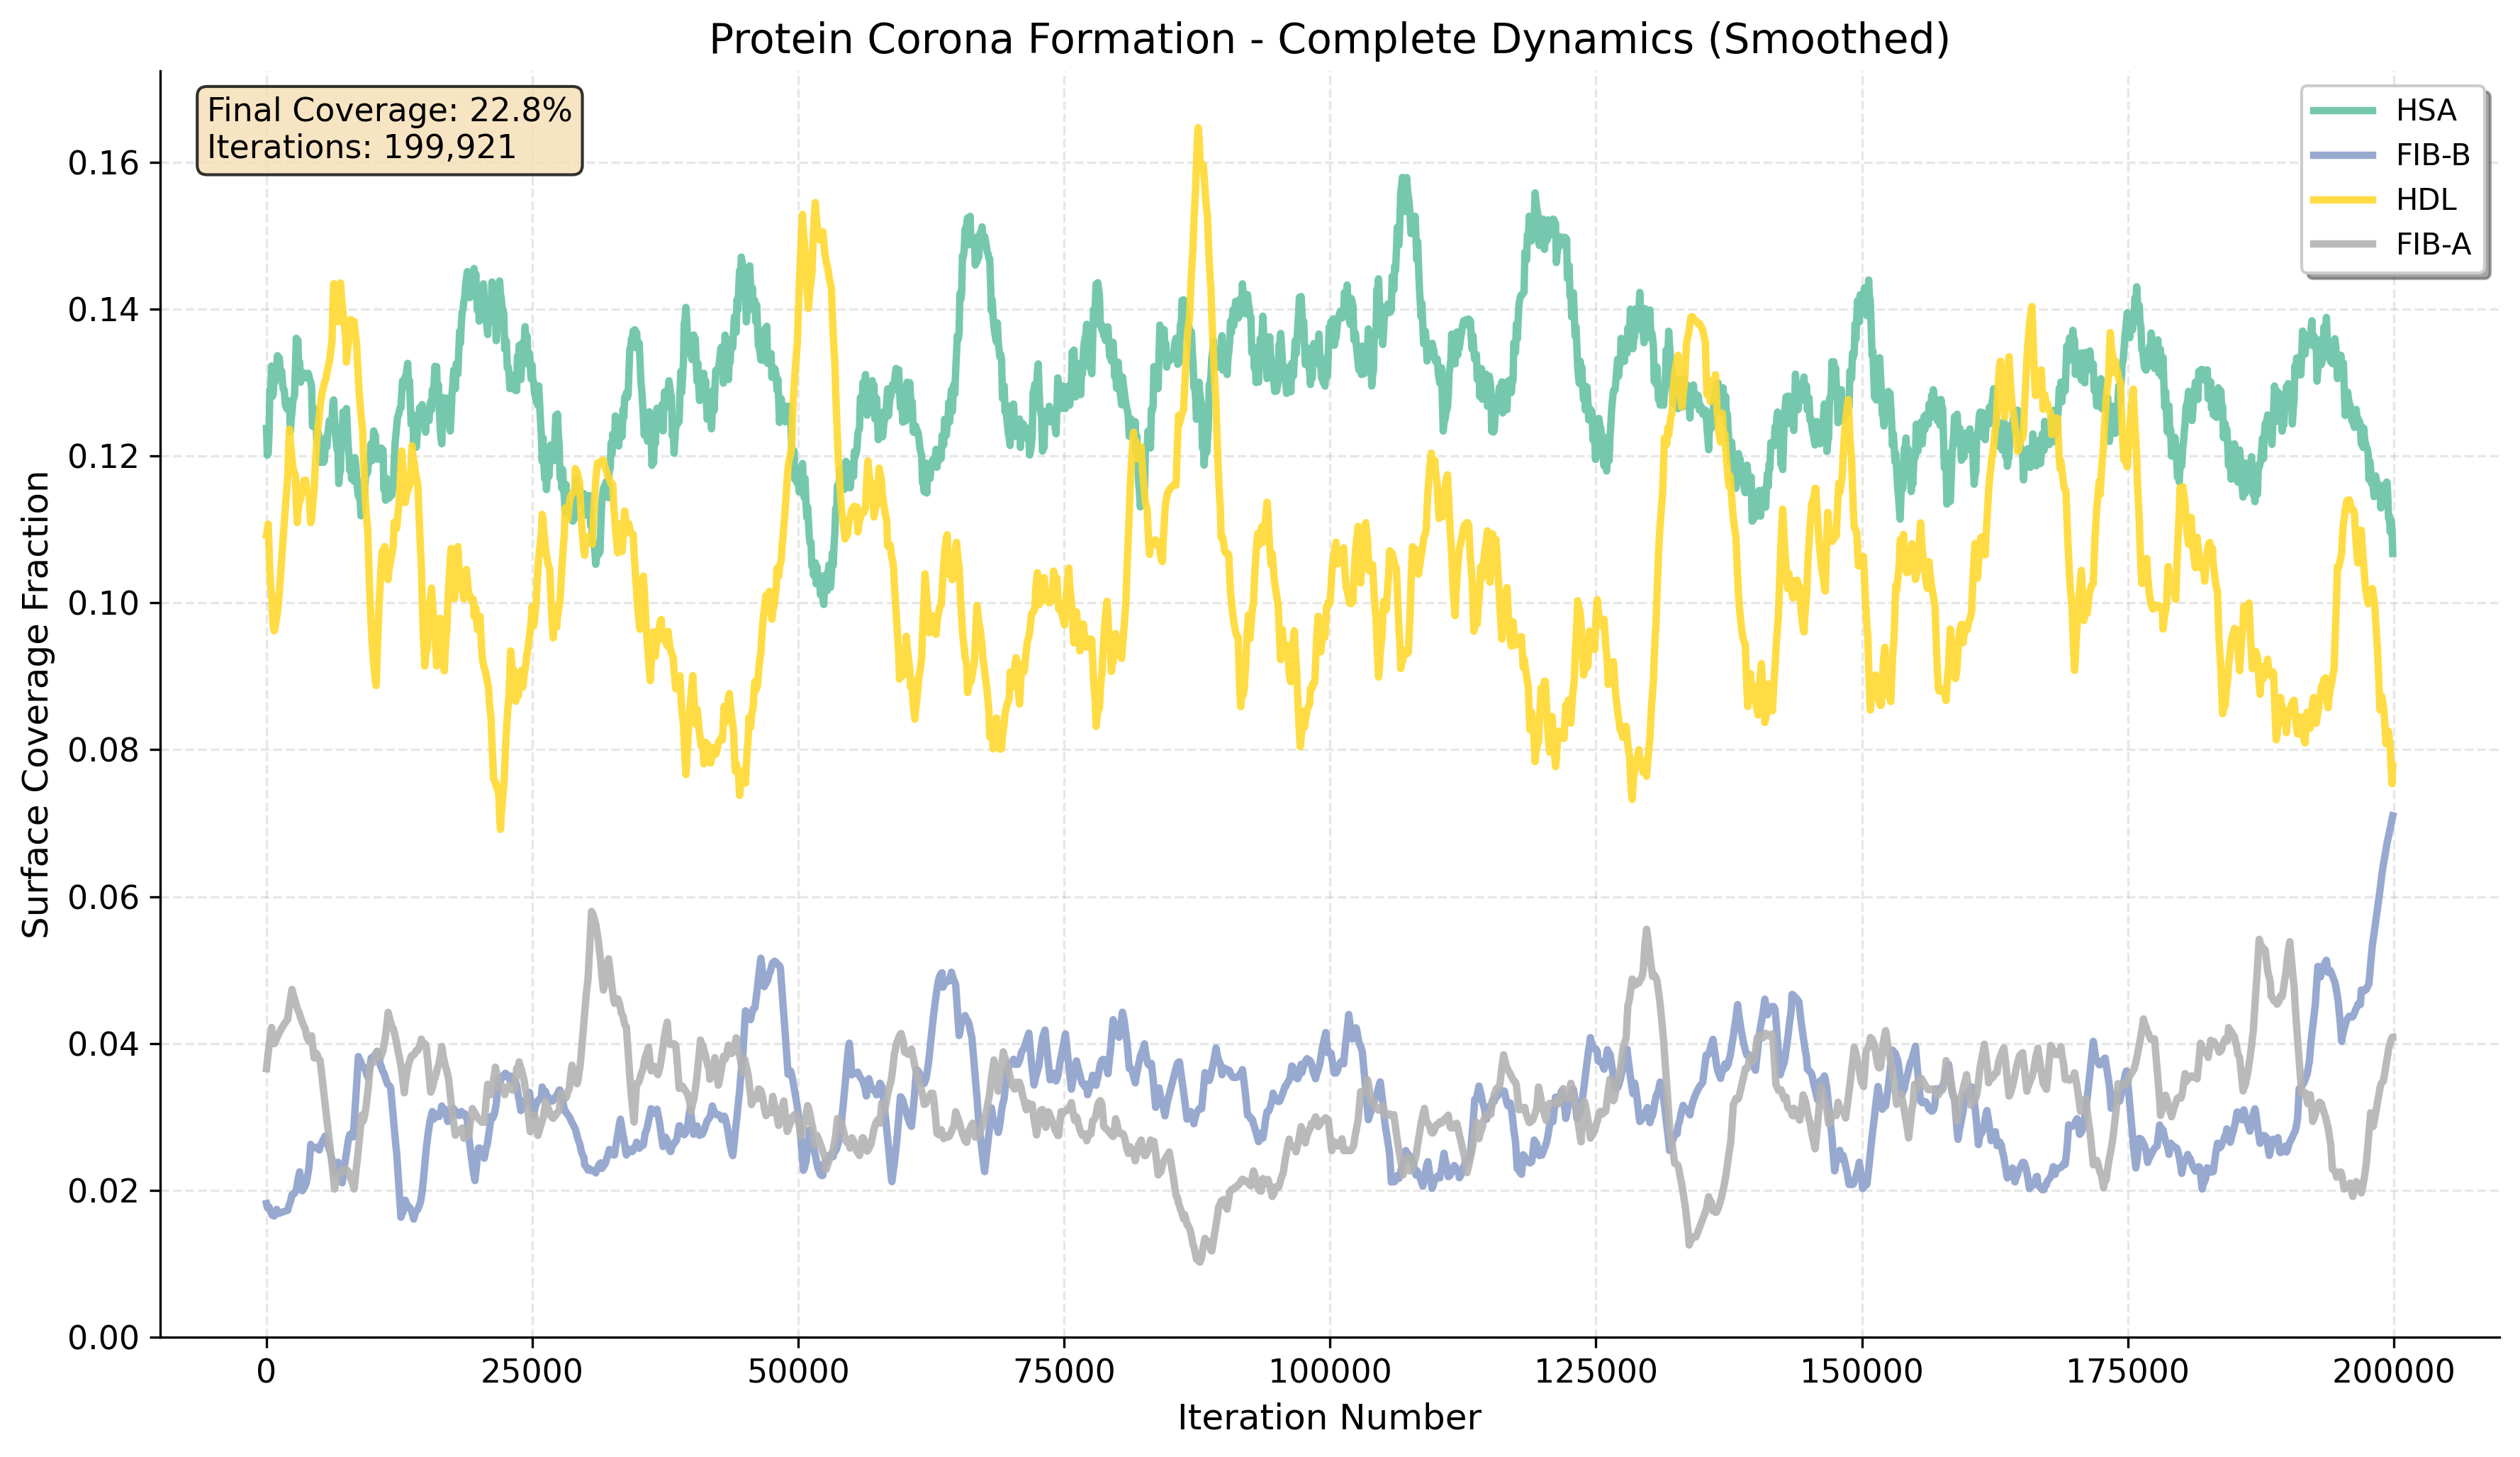 Protein Corona Formation - Complete Dynamics (Smoothed)
Final Coverage: 22.8%
Iterations: 199,921
HSA
FIB-B
HDL
FIB-A
Surface Coverage Fraction
0.16
0.14
0.12
0.10
0.08
0.06
0.04
0.02
0.00
0 25000 50000 75000 100000 125000 150000 175000 200000
Iteration Number